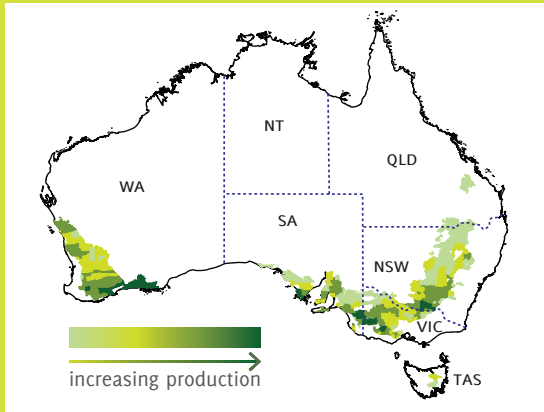 NT
QLD
WA
SA
NSW
VIC
TAS
increasing production